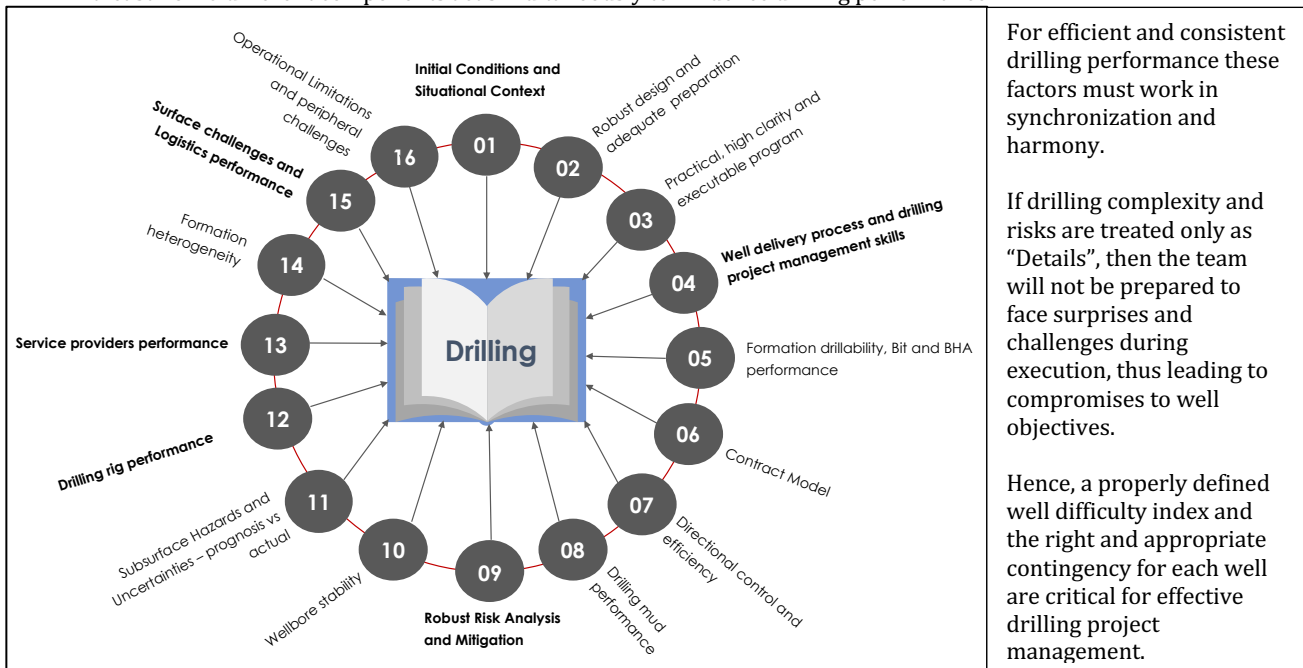 Initial Conditions and
Situational Context
01
Robust design and
adequate preparation
02
Practical, high clarity and
executable program
03
Well delivery process and drilling
project management skills
04
05
Formation drillability, Bit and BHA
performance
06
Contract Model
07
Directional control and
efficiency
08
Drilling mud
performance
09
Robust Risk Analysis
and Mitigation
10
Wellbore stability
11
Subsurface Hazards and
Uncertainties – prognosis vs
actual
12
Drilling rig performance
13
Service providers performance
14
Formation
heterogeneity
15
Surface challenges and
Logistics performance
16
Operational Limitations
and peripheral
challenges
Drilling
For efficient and consistent
drilling performance these
factors must work in
synchronization and
harmony.
If drilling complexity and
risks are treated only as
“Details”, then the team
will not be prepared to
face surprises and
challenges during
execution, thus leading to
compromises to well
objectives.
Hence, a properly defined
well difficulty index and
the right and appropriate
contingency for each well
are critical for effective
drilling project
management.